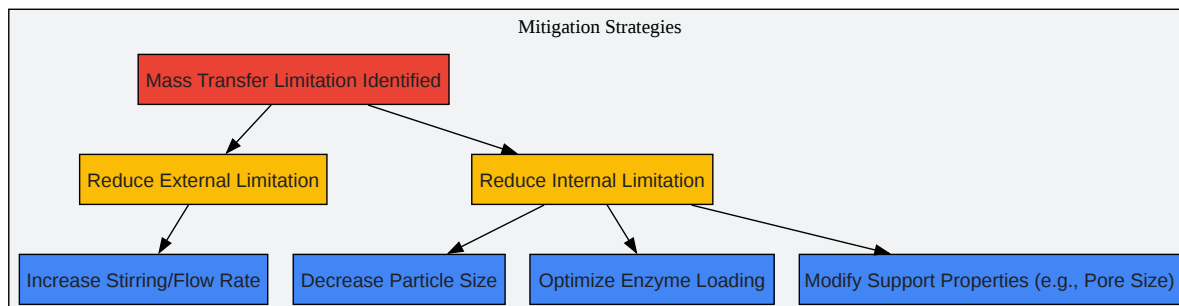 Mitigation Strategies
Mass Transfer Limitation Identified
Reduce External Limitation
Reduce Internal Limitation
Increase Stirring/Flow Rate
Decrease Particle Size
Optimize Enzyme Loading
Modify Support Properties (e.g., Pore Size)